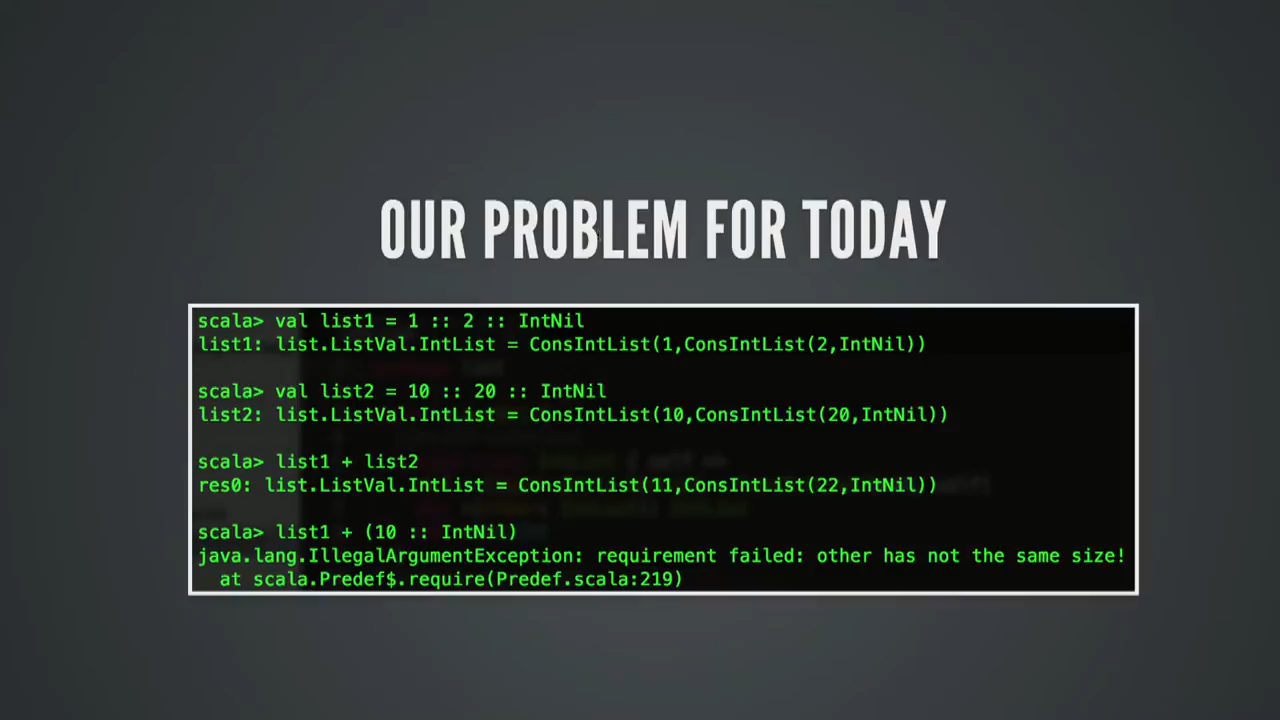 OUR PROBLEM FOR TODAY
scala> val list1 = 1 :: 2 :: IntNil
list1: list.ListVal.IntList = ConsIntList(1,ConsIntList(2,IntNil))
scala> val list2 = 10 :: 20 :: IntNil
list2: list.ListVal.IntList = ConsIntList(10,ConsIntList(20,IntNil))
scala> list1 + list2
res0: list.ListVal.IntList = ConsIntList(11,ConsIntList(22,IntNil))
scala> list1 + (10 :: IntNil)
java.lang.IllegalArgumentException: requirement failed: other has not the same size!
  at scala.Predef$.require(Predef.scala:219)